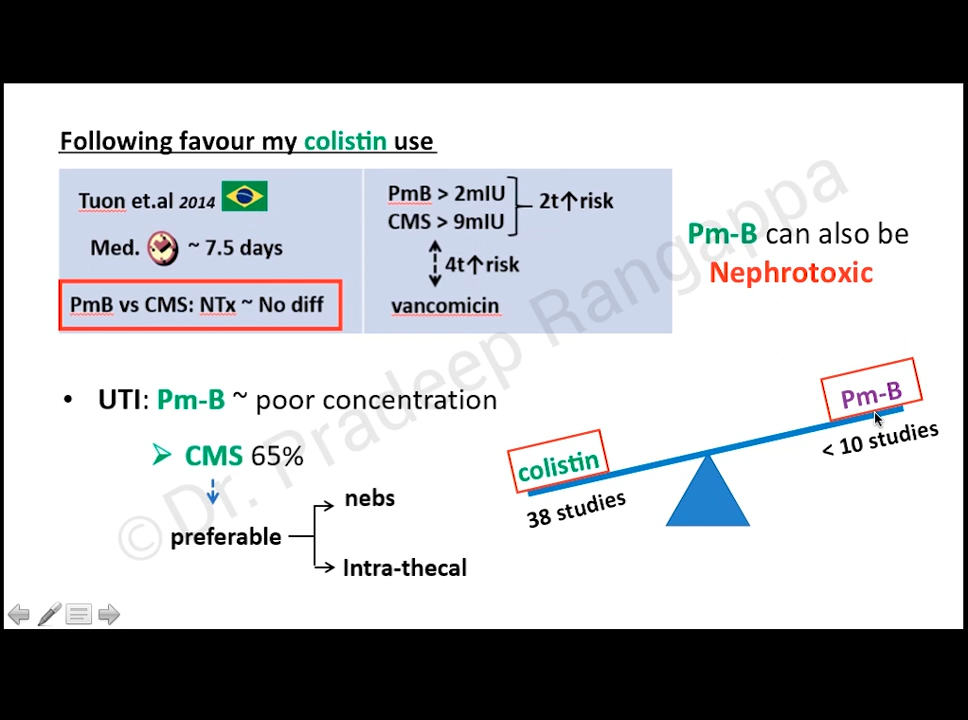 Following favour my colistin use
Tuon et.al 2014
Med. ~ 7.5 days
PmB vs CMS: NTx ~ No diff
PmB > 2mIU
CMS > 9mIU
2t↑risk
4t↑risk
vancomicin
Pm-B can also be
Nephrotoxic
• UTI: Pm-B ~ poor concentration
➢ CMS 65%
preferable
nebs
Intra-thecal
colistin
38 studies
Pm-B
< 10 studies
© Dr. Pradeep Rangappa